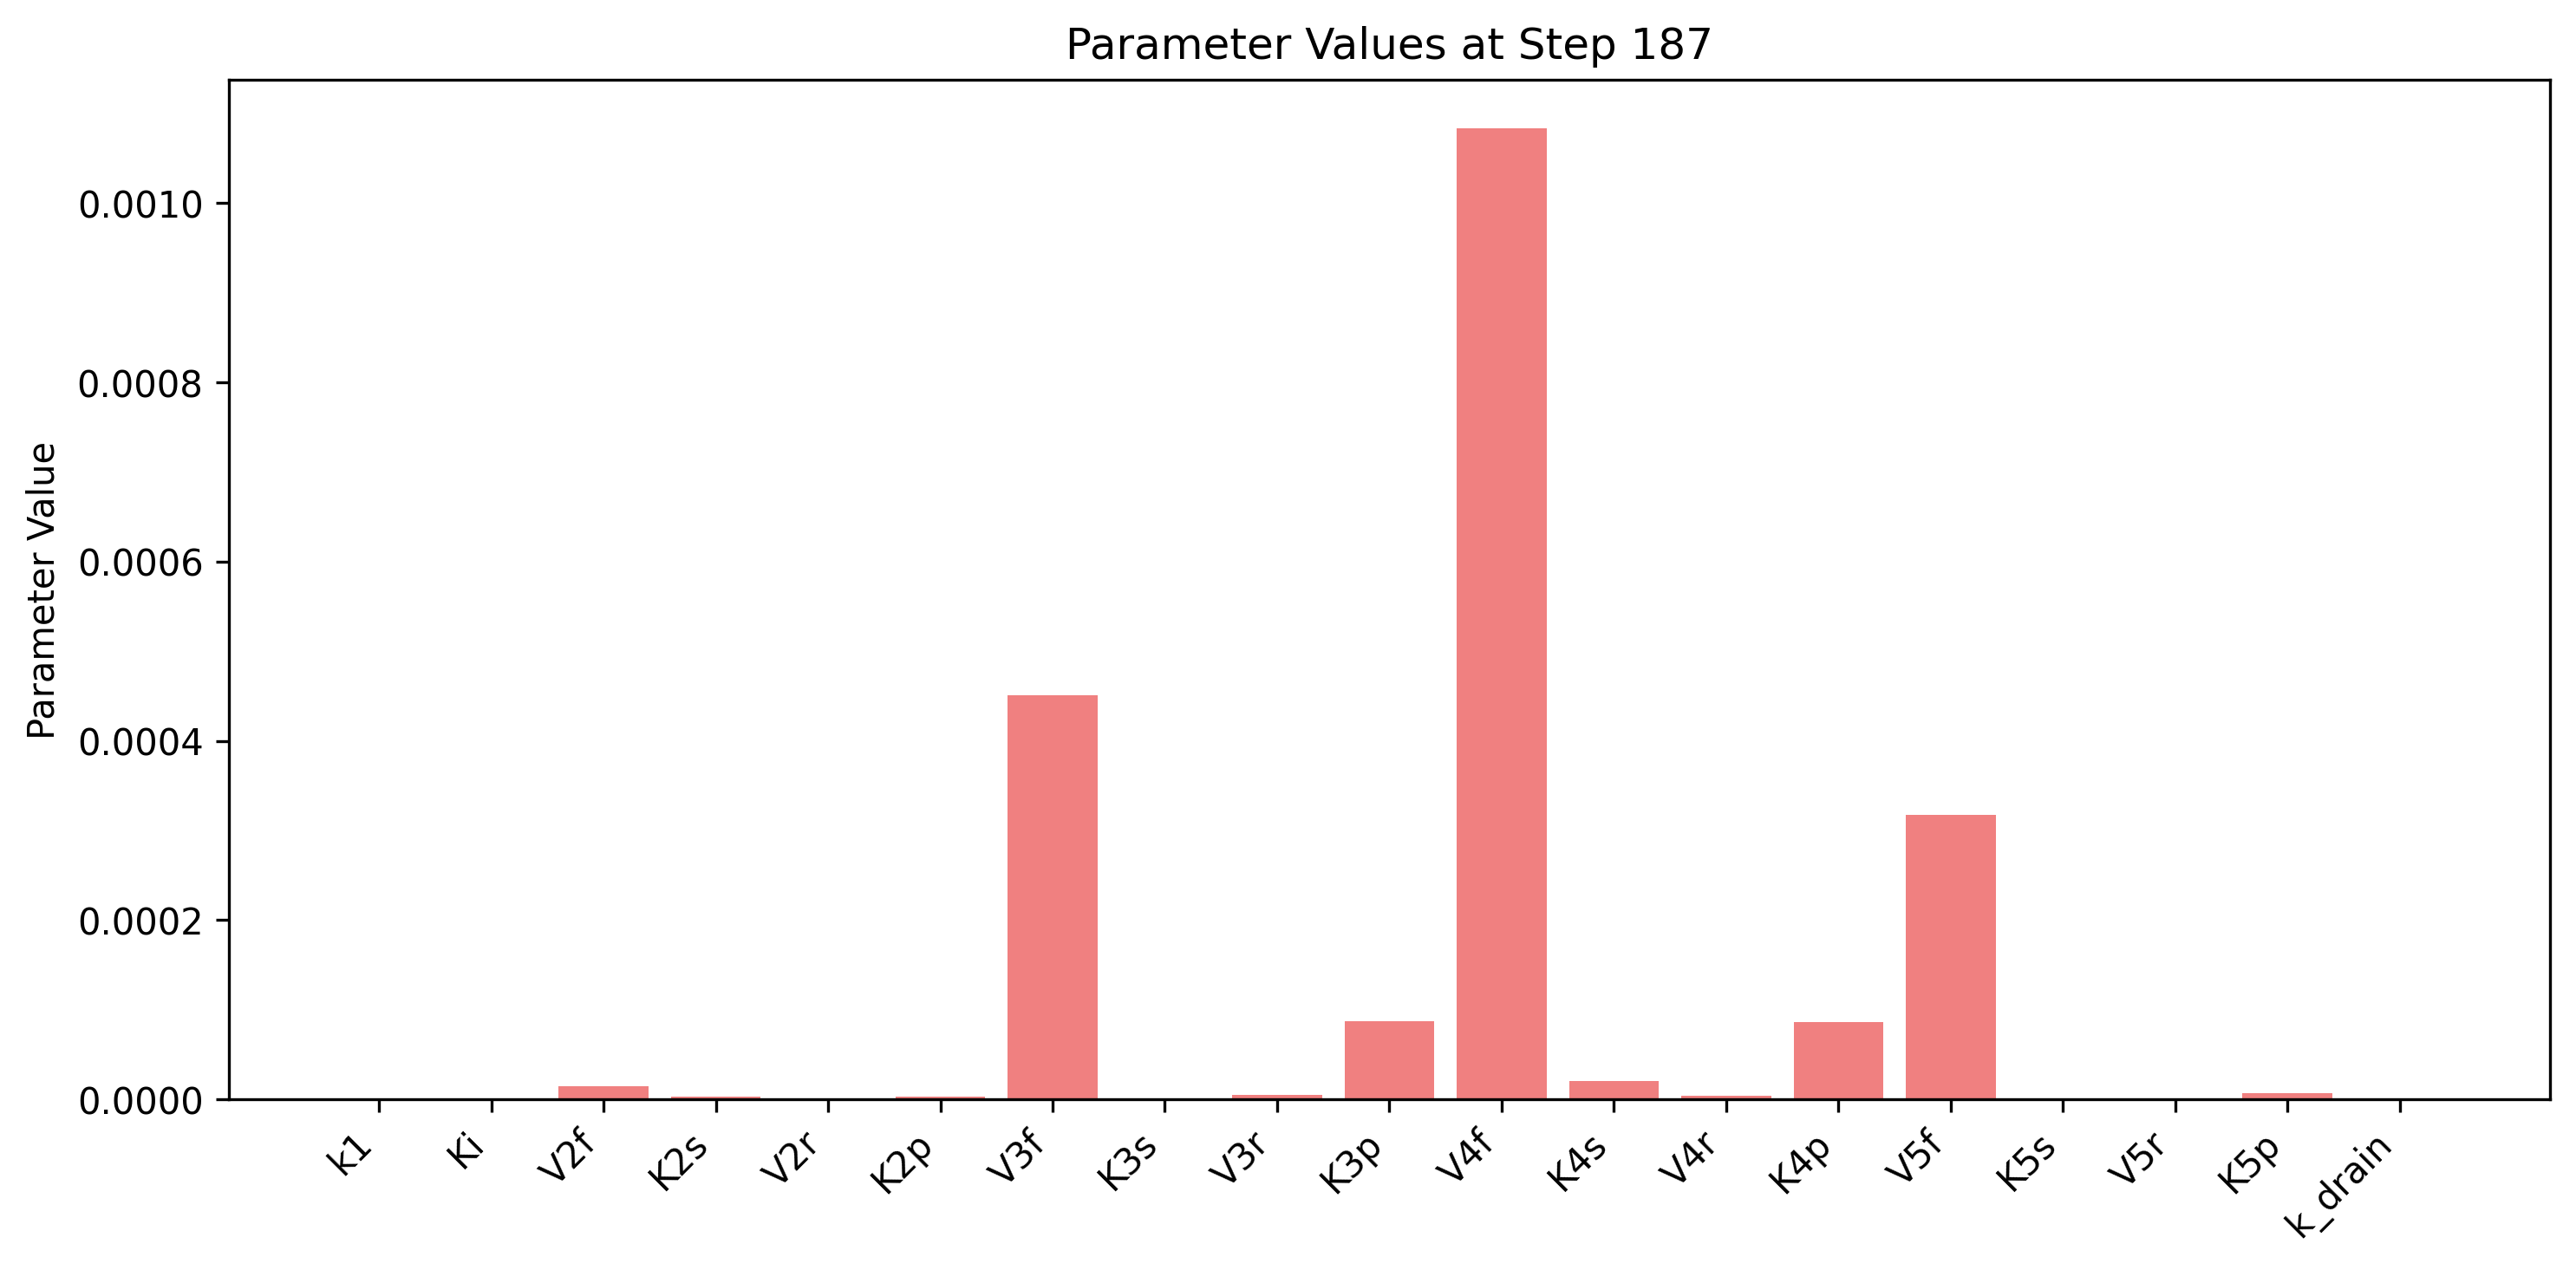 Parameter Values at Step 187
Parameter Value
0.0010
0.0008
0.0006
0.0004
0.0002
0.0000
k1
Ki
V2f
K2s
V2r
K2p
V3f
K3s
V3r
K3p
V4f
K4s
V4r
K4p
V5f
K5s
V5r
K5p
k_drain